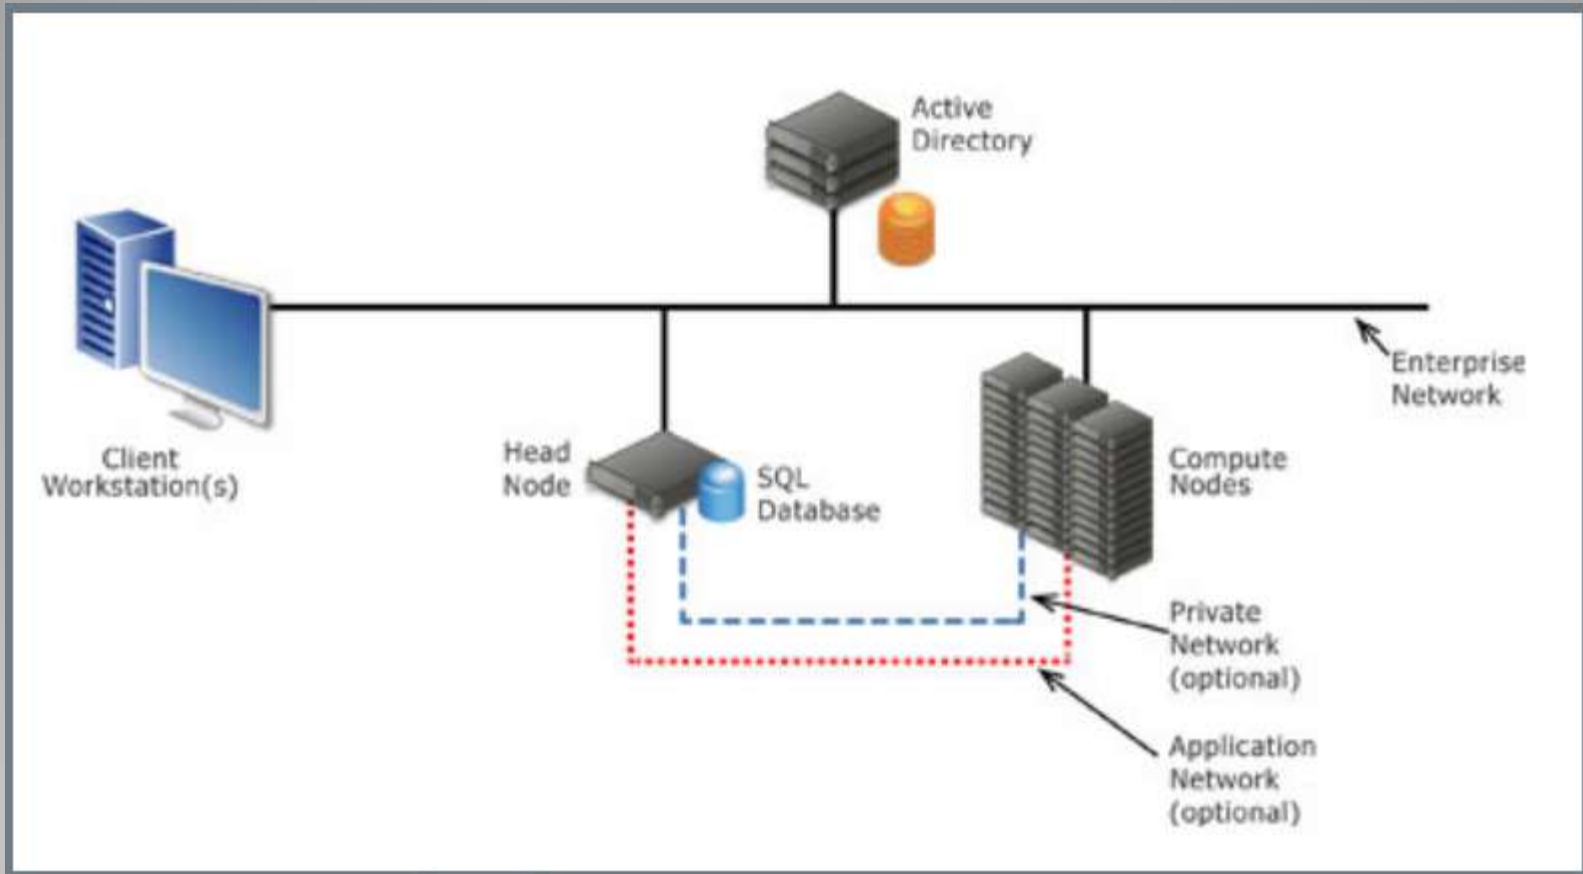 Active
Directory
Enterprise
Network
Client
Workstation(s)
Head
Node
SQL
Database
Compute
Nodes
Private
Network
(optional)
Application
Network
(optional)